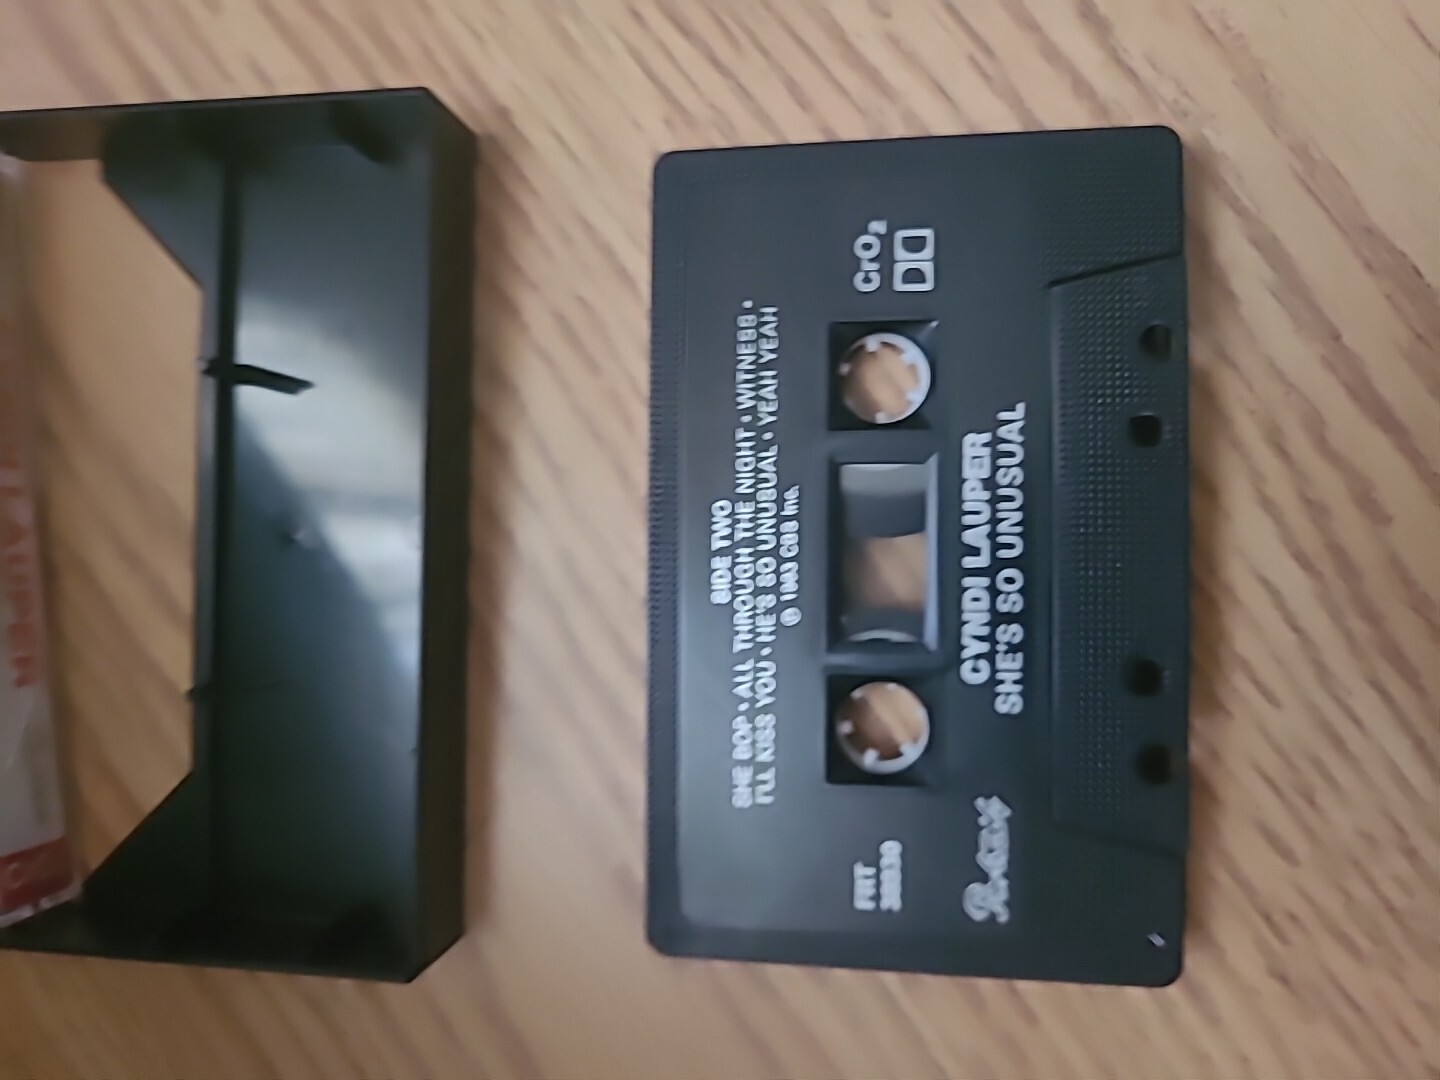 SIDE TWO
SHE BOP • ALL THROUGH THE NIGHT • WITNESS •
I'LL KISS YOU • HE'S SO UNUSUAL • YEAH YEAH
© 1983 CBS Inc.
FRT
38930
CrO2
CYNDI LAUPER
SHE'S SO UNUSUAL
Portrait
LAUPER